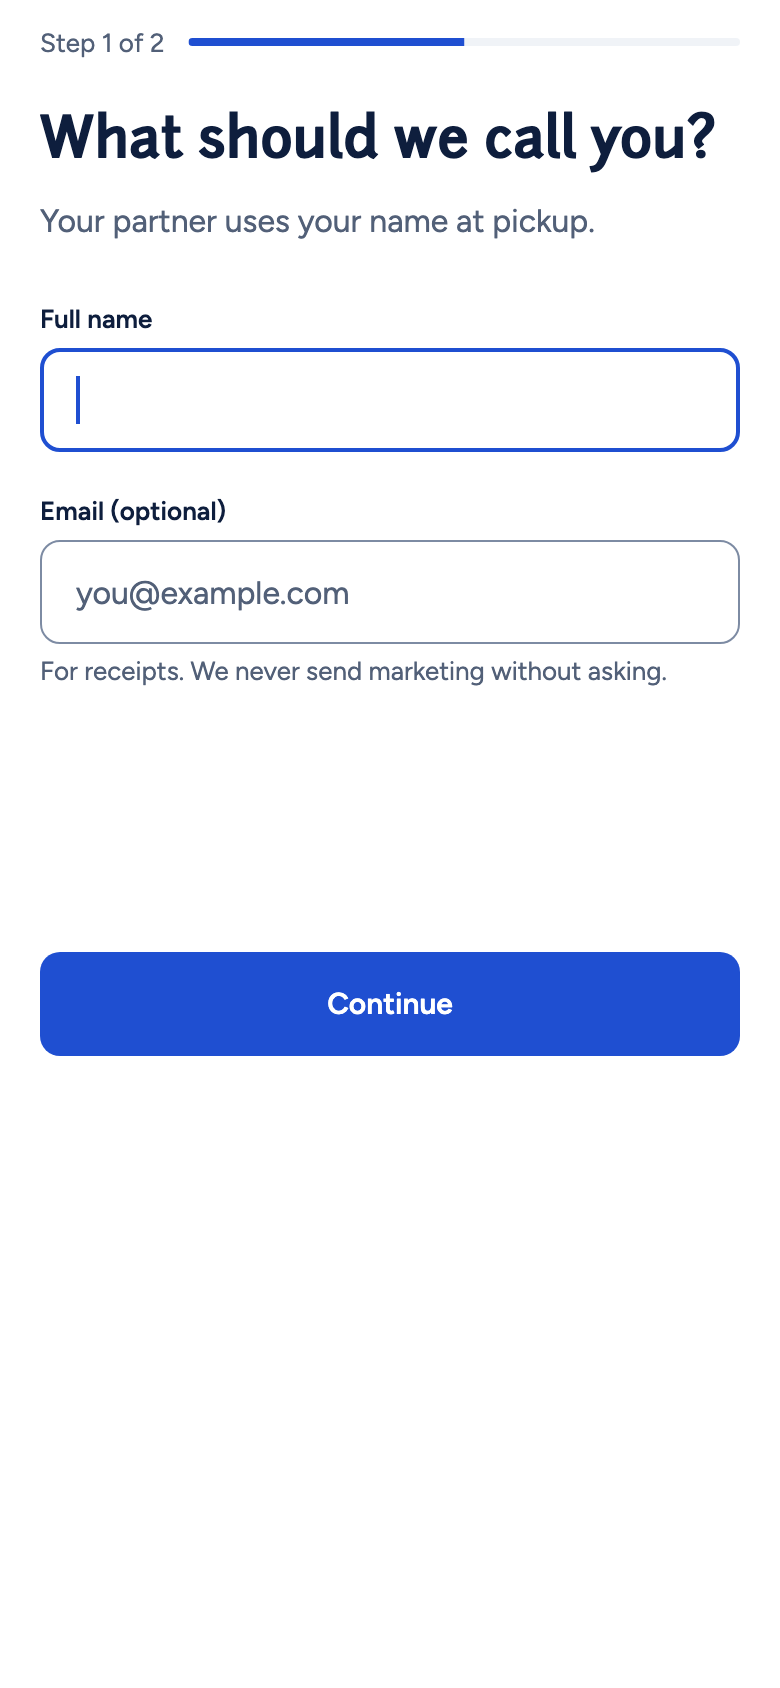 Step 1 of 2
What should we call you?
Your partner uses your name at pickup.
Full name
Email (optional)
you@example.com
For receipts. We never send marketing without asking.
Continue